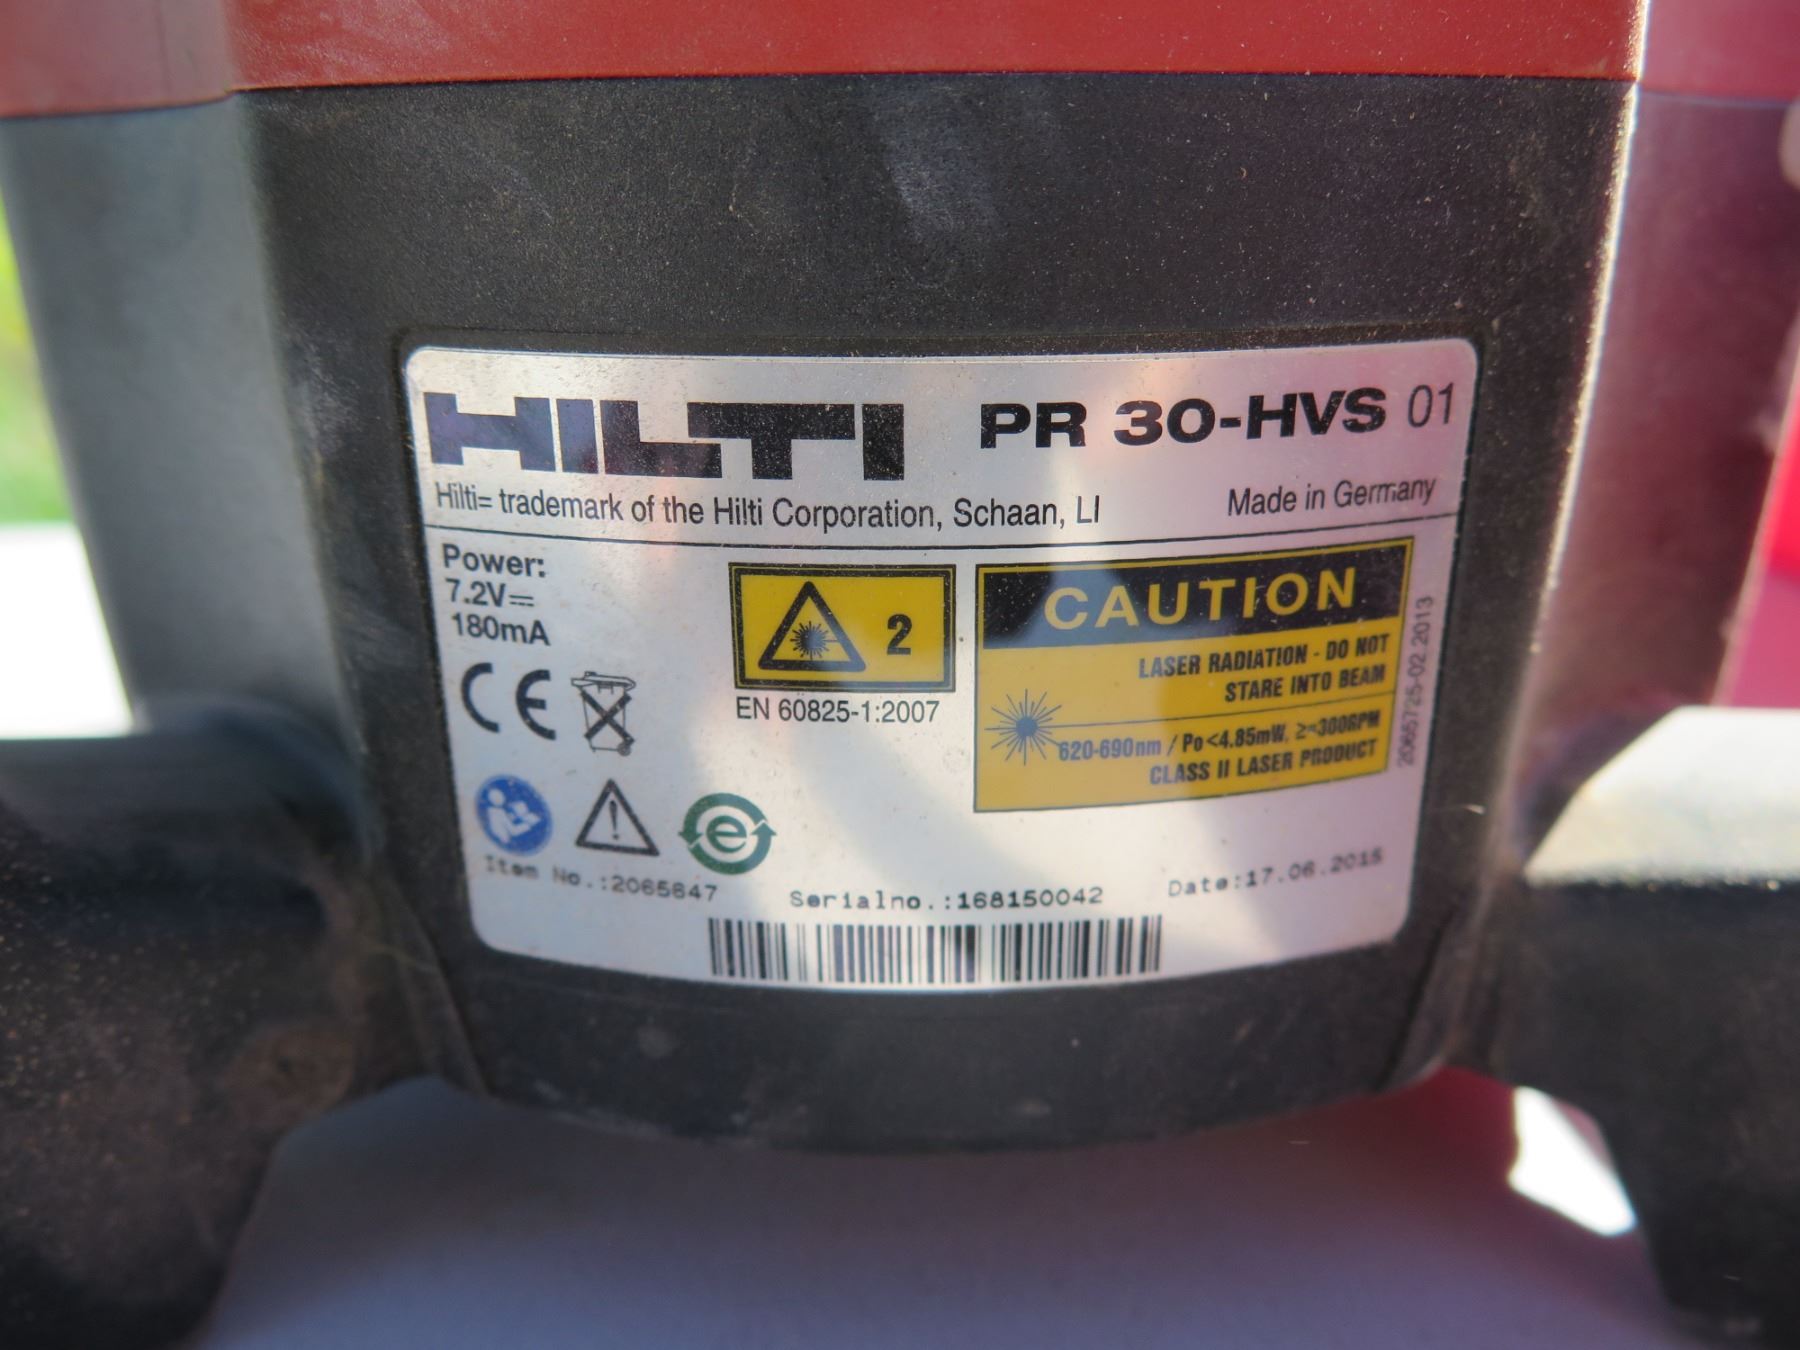 HILTI PR 30-HVS 01
Hilti= trademark of the Hilti Corporation, Schaan, LI Made in Germany
Power:
7.2V⎓
180mA
CE
2
EN 60825-1:2007
CAUTION
LASER RADIATION - DO NOT
STARE INTO BEAM
620-690nm / Po<4.85mW, ≥=300RPM
CLASS II LASER PRODUCT
2065725-02.2013
e
Item No.:2065647 Serialno.:168150042 Date:17.06.2015